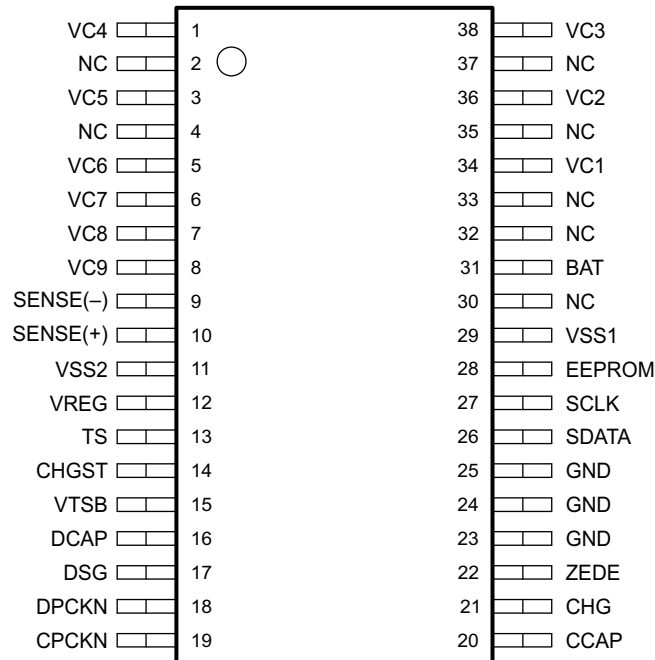 VC4 1 38 VC3
NC 2 37 NC
VC5 3 36 VC2
NC 4 35 NC
VC6 5 34 VC1
VC7 6 33 NC
VC8 7 32 NC
VC9 8 31 BAT
SENSE(–) 9 30 NC
SENSE(+) 10 29 VSS1
VSS2 11 28 EEPROM
VREG 12 27 SCLK
TS 13 26 SDATA
CHGST 14 25 GND
VTSB 15 24 GND
DCAP 16 23 GND
DSG 17 22 ZEDE
DPCKN 18 21 CHG
CPCKN 19 20 CCAP